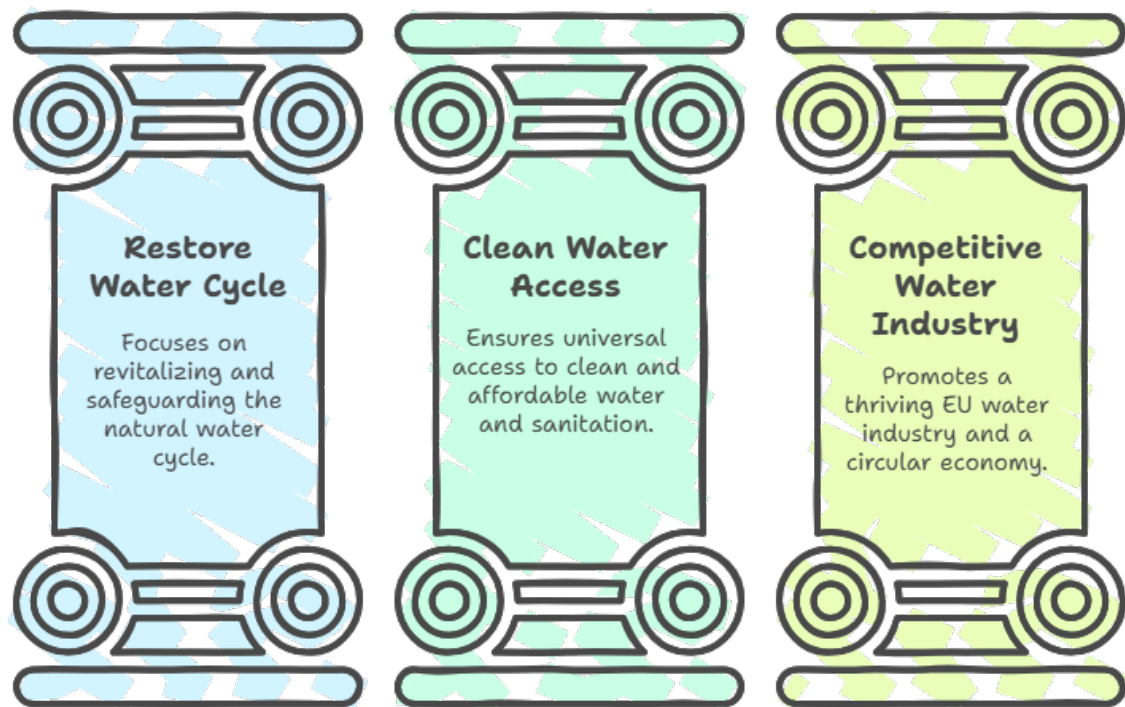 Restore
Water Cycle
Focuses on
revitalizing and
safeguarding the
natural water
cycle.
Clean Water
Access
Ensures universal
access to clean and
affordable water
and sanitation.
Competitive
Water
Industry
Promotes a
thriving EU water
industry and a
circular economy.